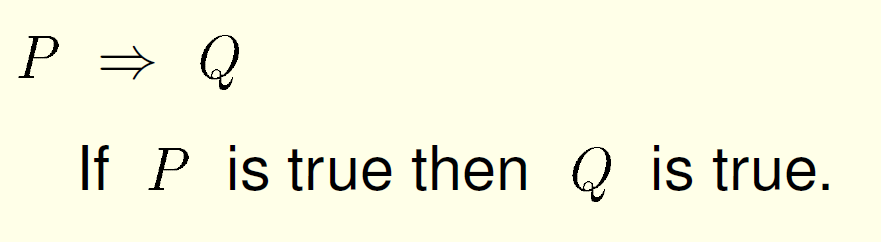 P ⇒ Q
If P is true then Q is true.